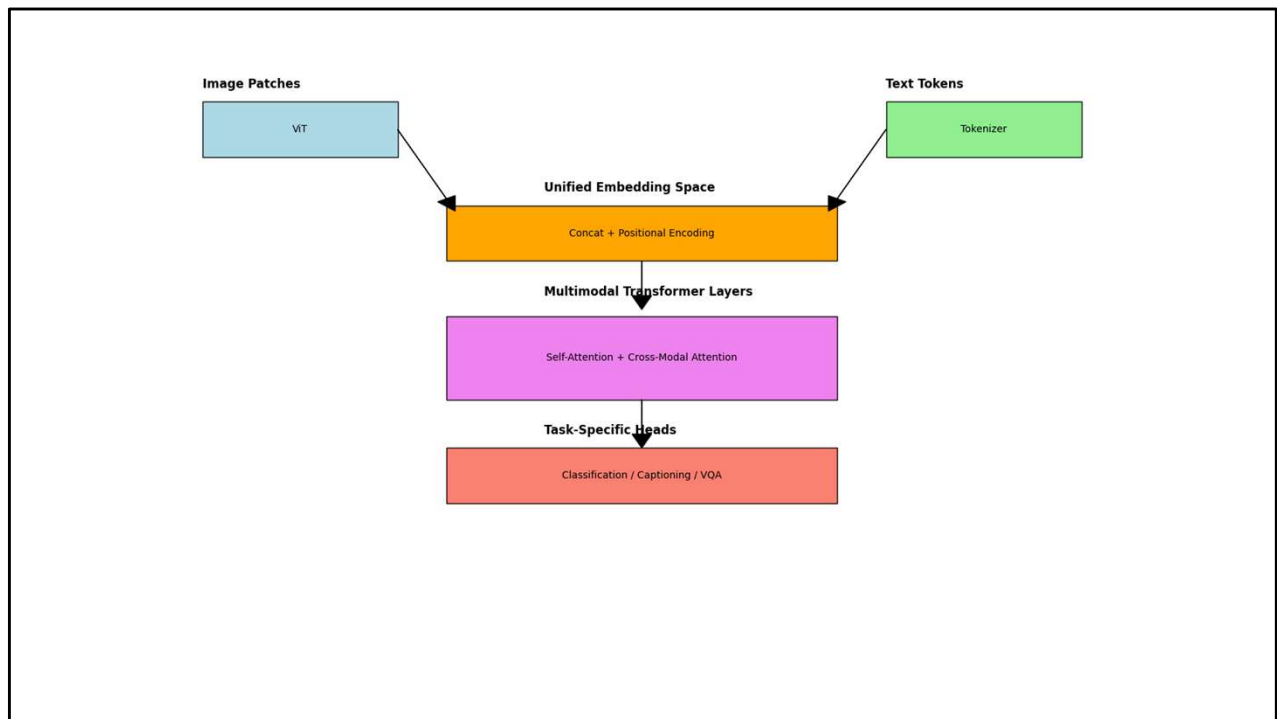 Image Patches
Text Tokens
ViT
Tokenizer
Unified Embedding Space
Concat + Positional Encoding
Multimodal Transformer Layers
Self-Attention + Cross-Modal Attention
Task-Specific Heads
Classification / Captioning / VQA